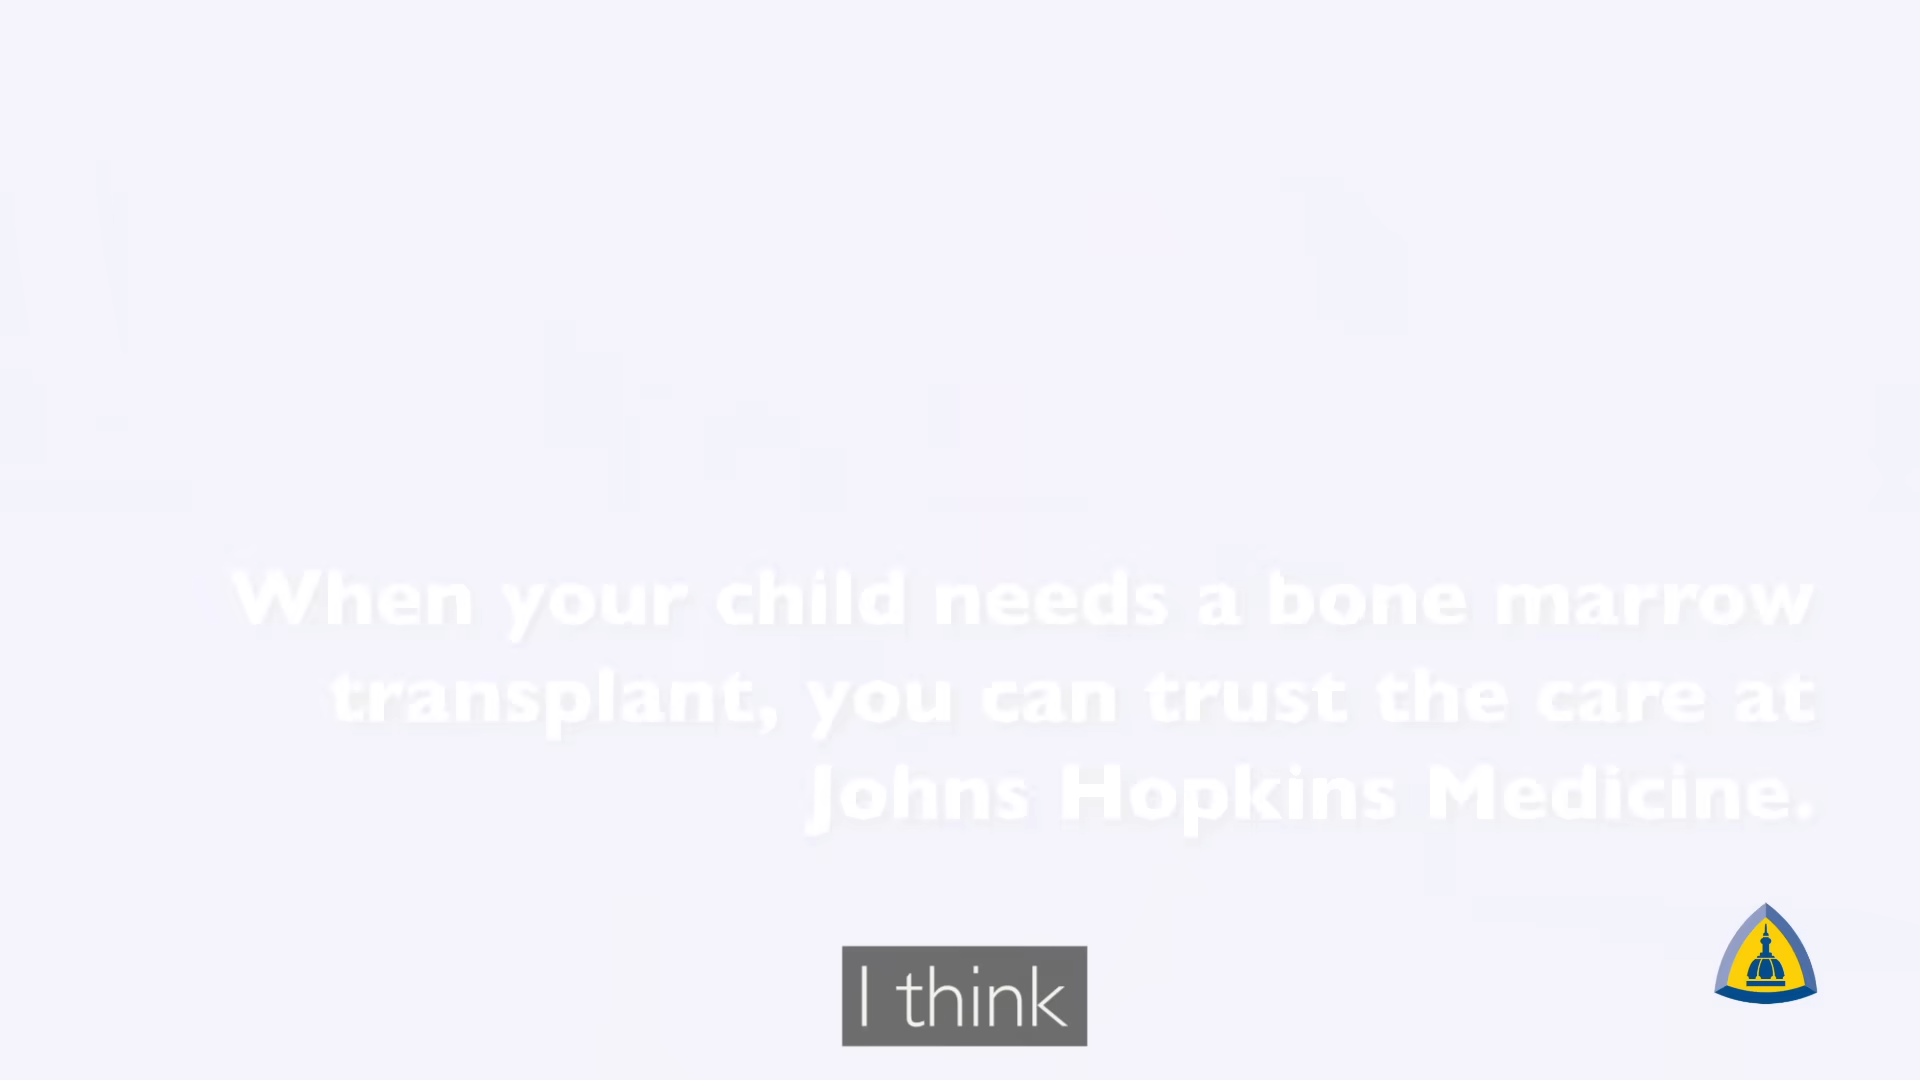 When your child needs a bone marrow
transplant, you can trust the care at
Johns Hopkins Medicine.
I think